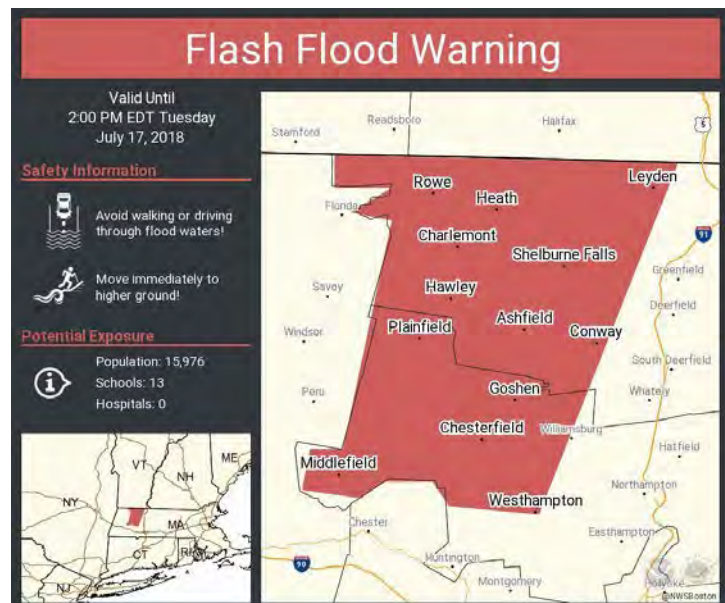 Flash Flood Warning
Valid Until
2:00 PM EDT Tuesday
July 17, 2018
Safety Information
Avoid walking or driving
through flood waters!
Move immediately to
higher ground!
Potential Exposure
Population: 15,976
Schools: 13
Hospitals: 0
VT
NH
ME
NY
MA
CT
RI
NJ
Stamford
Readsboro
Halifax
5
Rowe
Leyden
Heath
Florida
Charlemont
91
Shelburne Falls
Greenfield
Savoy
Hawley
Deerfield
Windsor
Plainfield
Ashfield
Conway
South Deerfield
Peru
Goshen
Whately
Chesterfield
Williamsburg
Hatfield
Middlefield
Northampton
Westhampton
Chester
Easthampton
90
Huntington
Montgomery
Holyoke
@NWSBoston